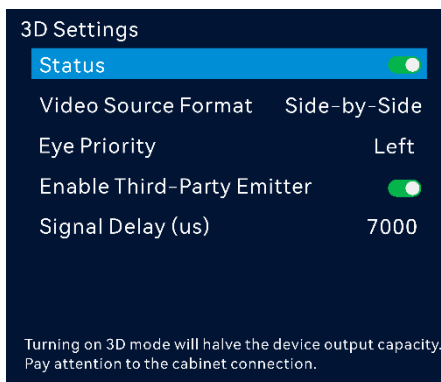 3D Settings
Status
Video Source Format Side-by-Side
Eye Priority Left
Enable Third-Party Emitter
Signal Delay (us) 7000
Turning on 3D mode will halve the device output capacity.
Pay attention to the cabinet connection.